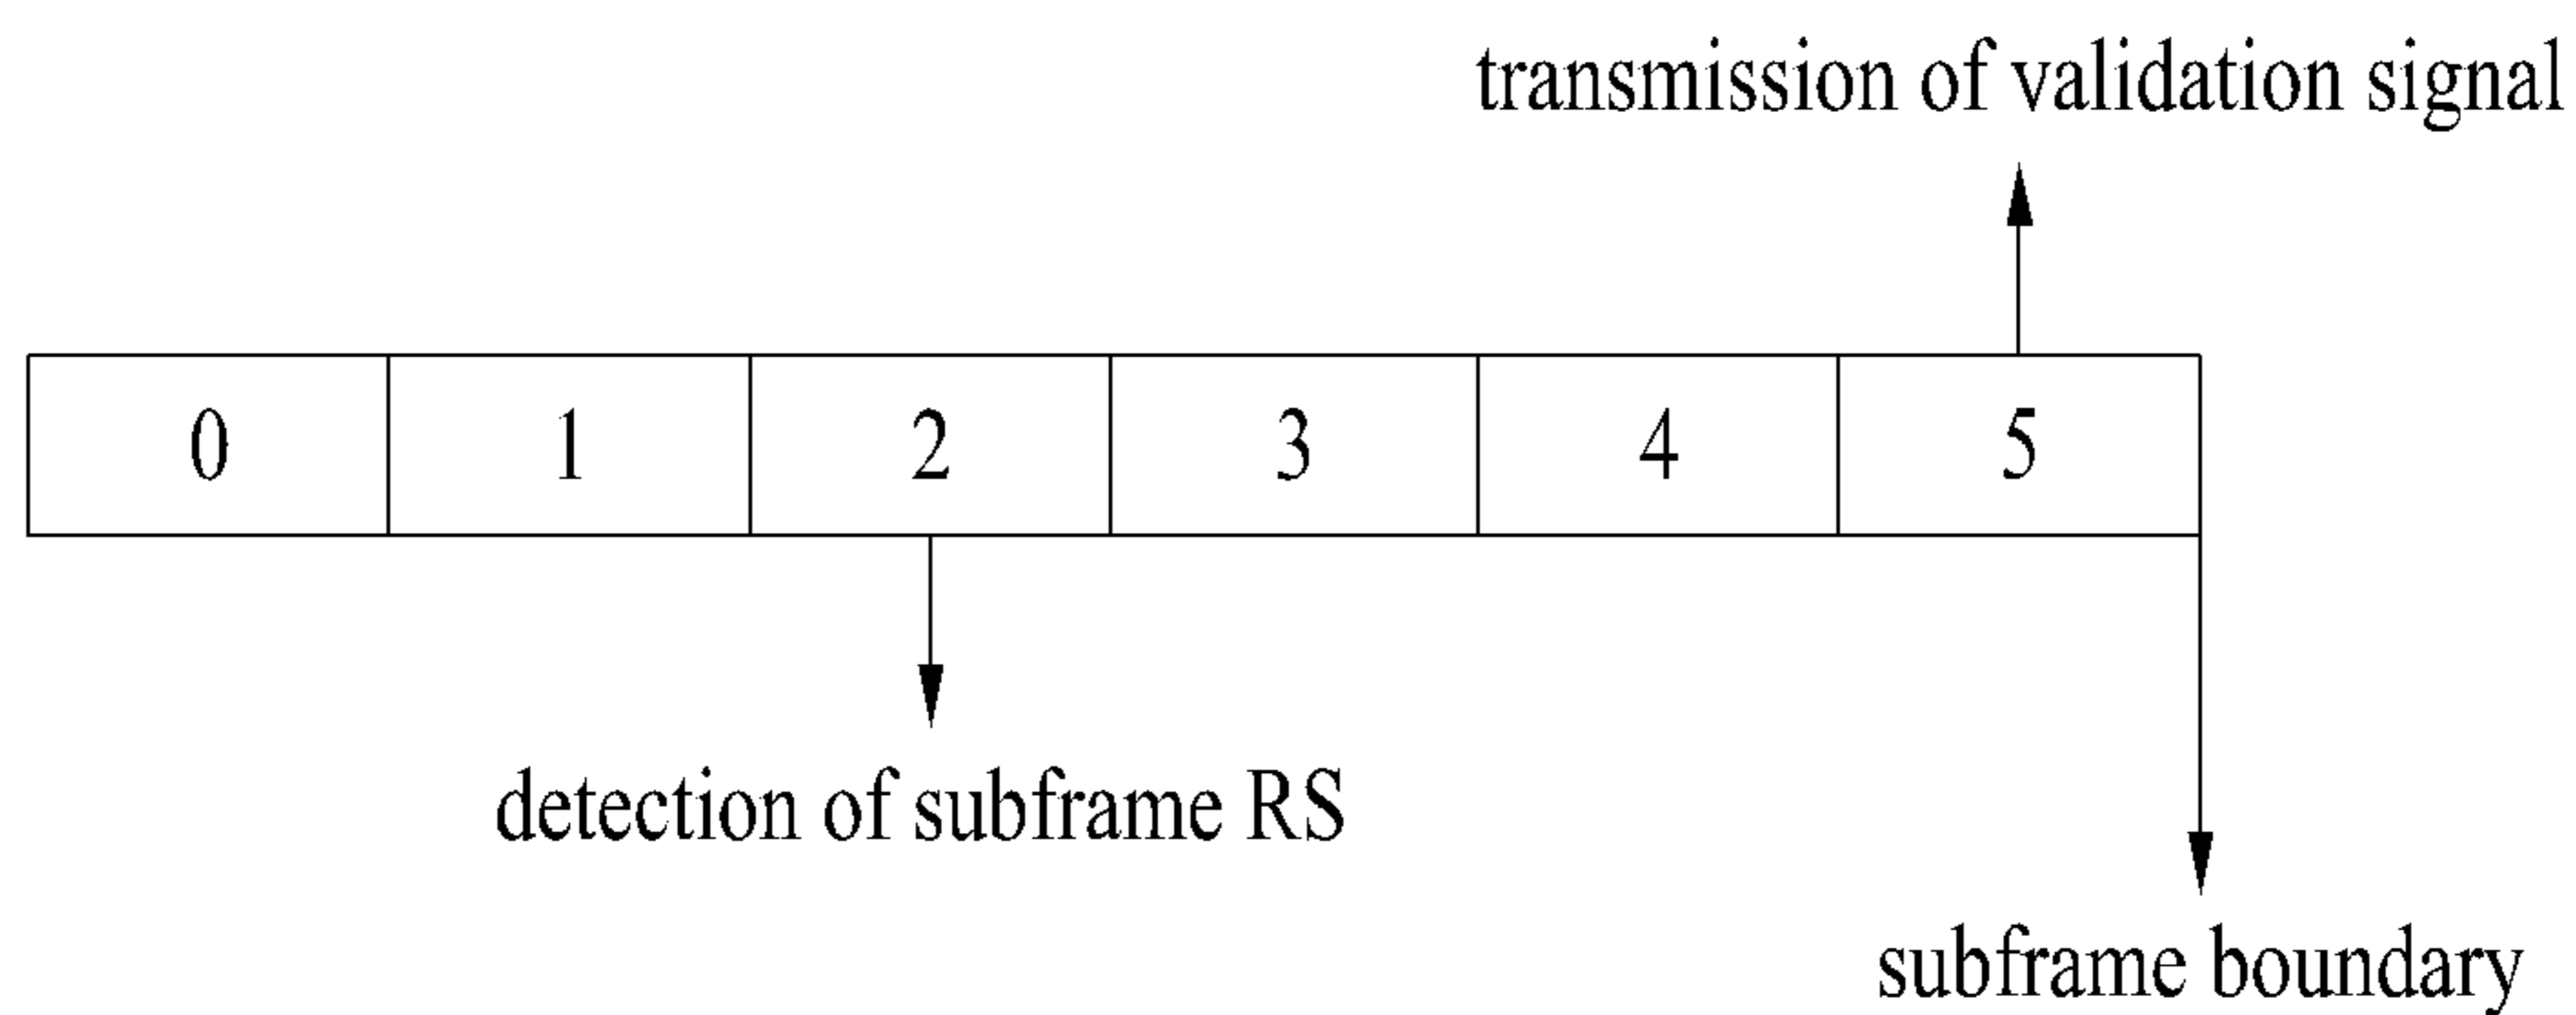 transmission of validation signal
0 1 2 3 4 5
detection of subframe RS
subframe boundary